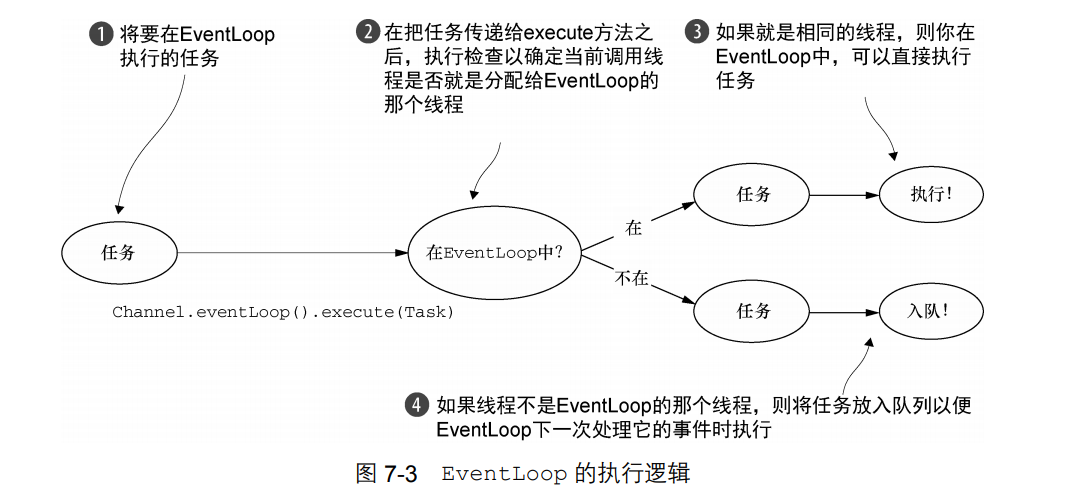 1 将要在EventLoop
执行的任务
2 在把任务传递给execute方法之
后，执行检查以确定当前调用线
程是否就是分配给EventLoop的
那个线程
3 如果就是相同的线程，则你在
EventLoop中，可以直接执行
任务
任务
在EventLoop中？
在
任务
执行！
不在
任务
入队！
Channel.eventLoop().execute(Task)
4 如果线程不是EventLoop的那个线程，则将任务放入队列以便
EventLoop下一次处理它的事件时执行
图 7-3 EventLoop 的执行逻辑